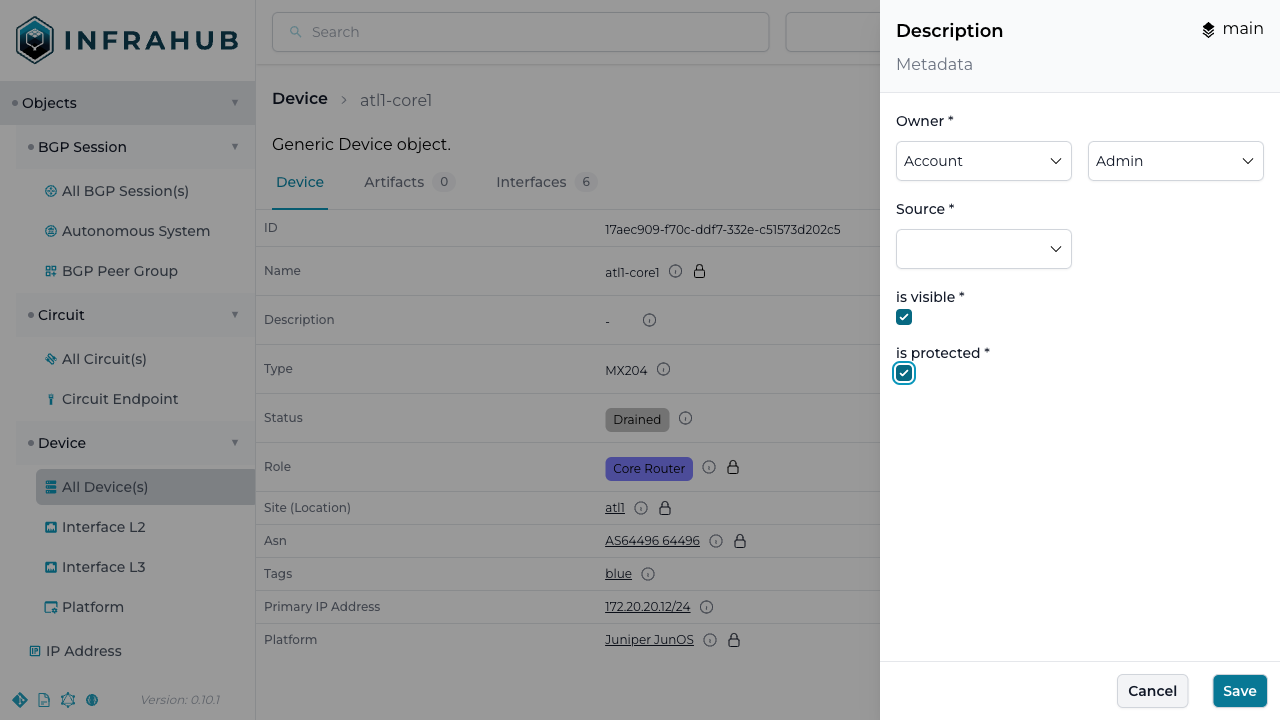 INFRAHUB
Objects
BGP Session
All BGP Session(s)
Autonomous System
BGP Peer Group
Circuit
All Circuit(s)
Circuit Endpoint
Device
All Device(s)
Interface L2
Interface L3
Platform
IP Address
Version: 0.10.1
Search
Device > atl1-core1
Generic Device object.
Device Artifacts 0 Interfaces 6
ID 17aec909-f70c-ddf7-332e-c51573d202c5
Name atl1-core1
Description -
Type MX204
Status Drained
Role Core Router
Site (Location) atl1
Asn AS64496 64496
Tags blue
Primary IP Address 172.20.20.12/24
Platform Juniper JunOS
Description main
Metadata
Owner *
Account Admin
Source *
is visible *
is protected *
Cancel Save